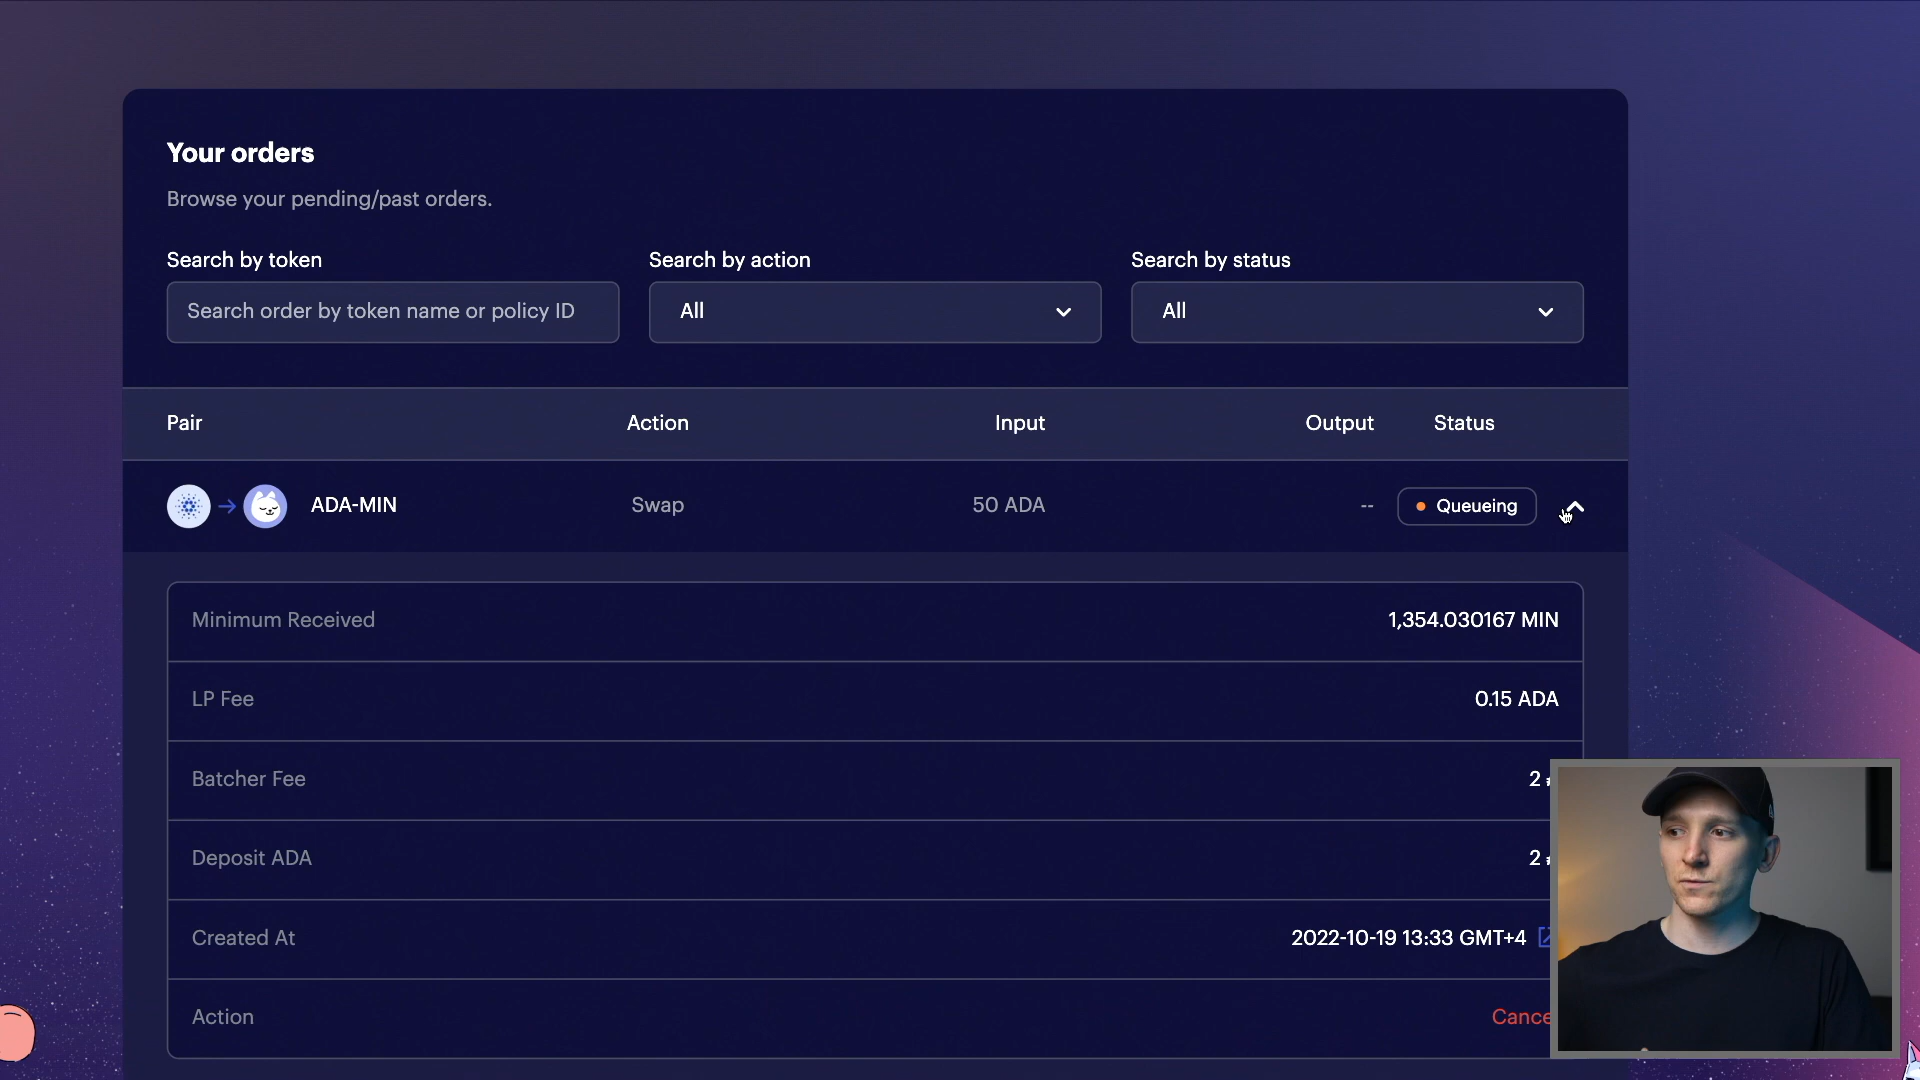 Your orders
Browse your pending/past orders.
Search by token
Search by action
Search by status
Search order by token name or policy ID
All
All
Pair
Action
Input
Output
Status
ADA-MIN
Swap
50 ADA
--
Queueing
Minimum Received
1,354.030167 MIN
LP Fee
0.15 ADA
Batcher Fee
2
Deposit ADA
2
Created At
2022-10-19 13:33 GMT+4
Action
Cance